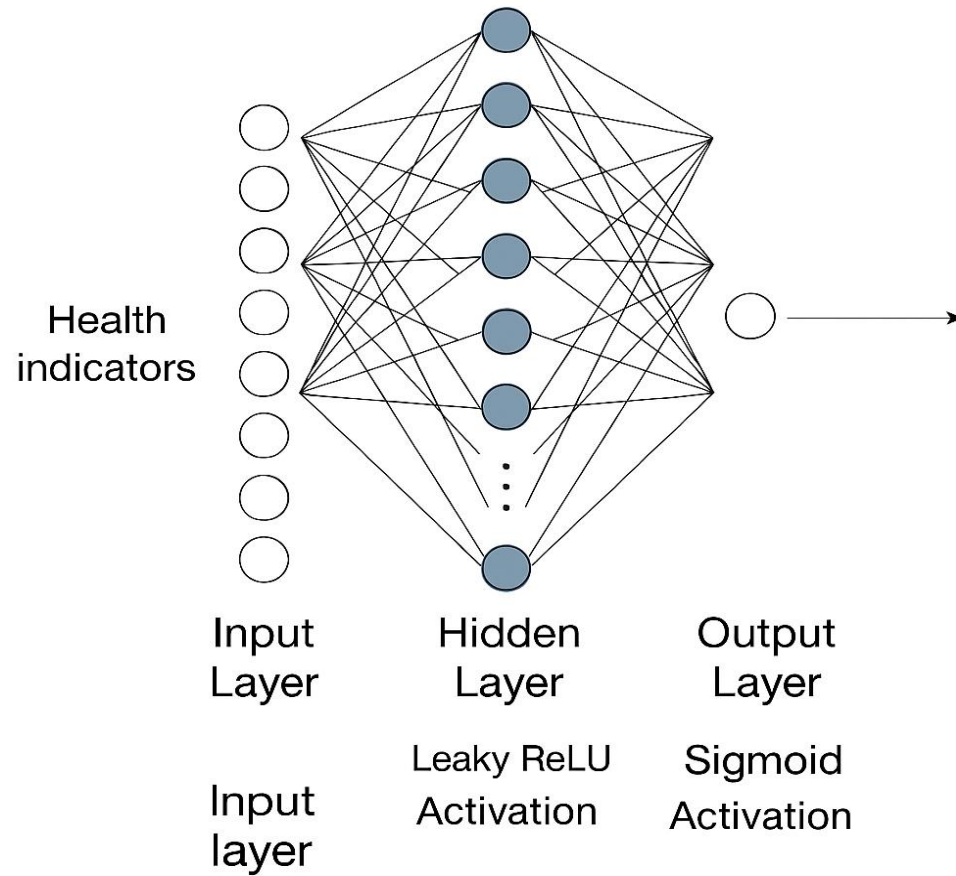 Health
indicators
Input
Layer
Hidden
Layer
Output
Layer
Leaky ReLU
Activation
Sigmoid
Activation
Input
layer